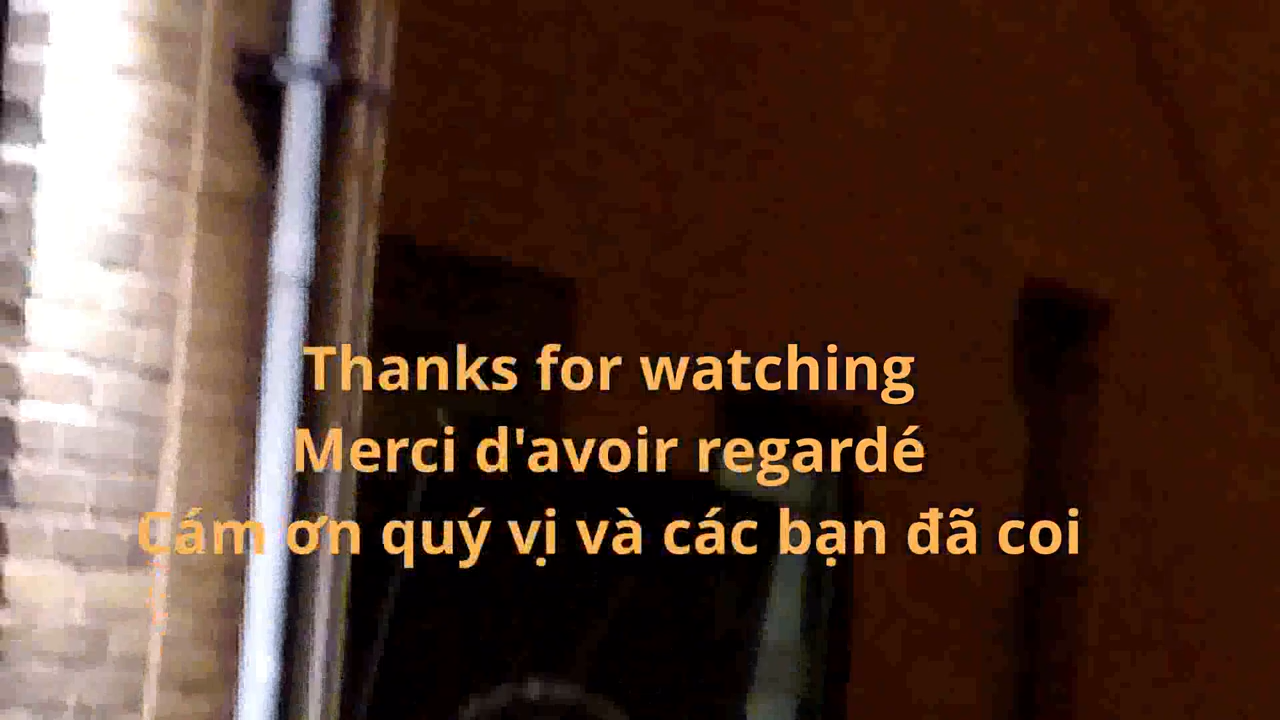 Thanks for watching
Merci d'avoir regardé
Cám ơn quý vị và các bạn đã coi